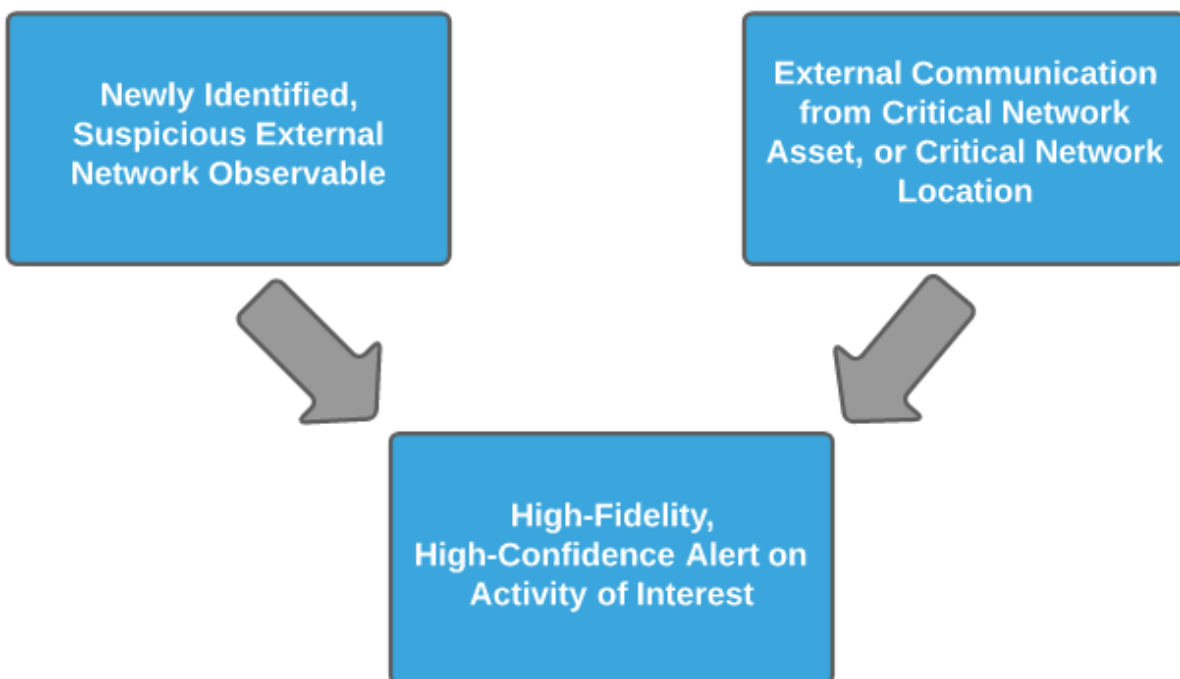 Newly Identified,
Suspicious External
Network Observable
External Communication
from Critical Network
Asset, or Critical Network
Location
High-Fidelity,
High-Confidence Alert on
Activity of Interest